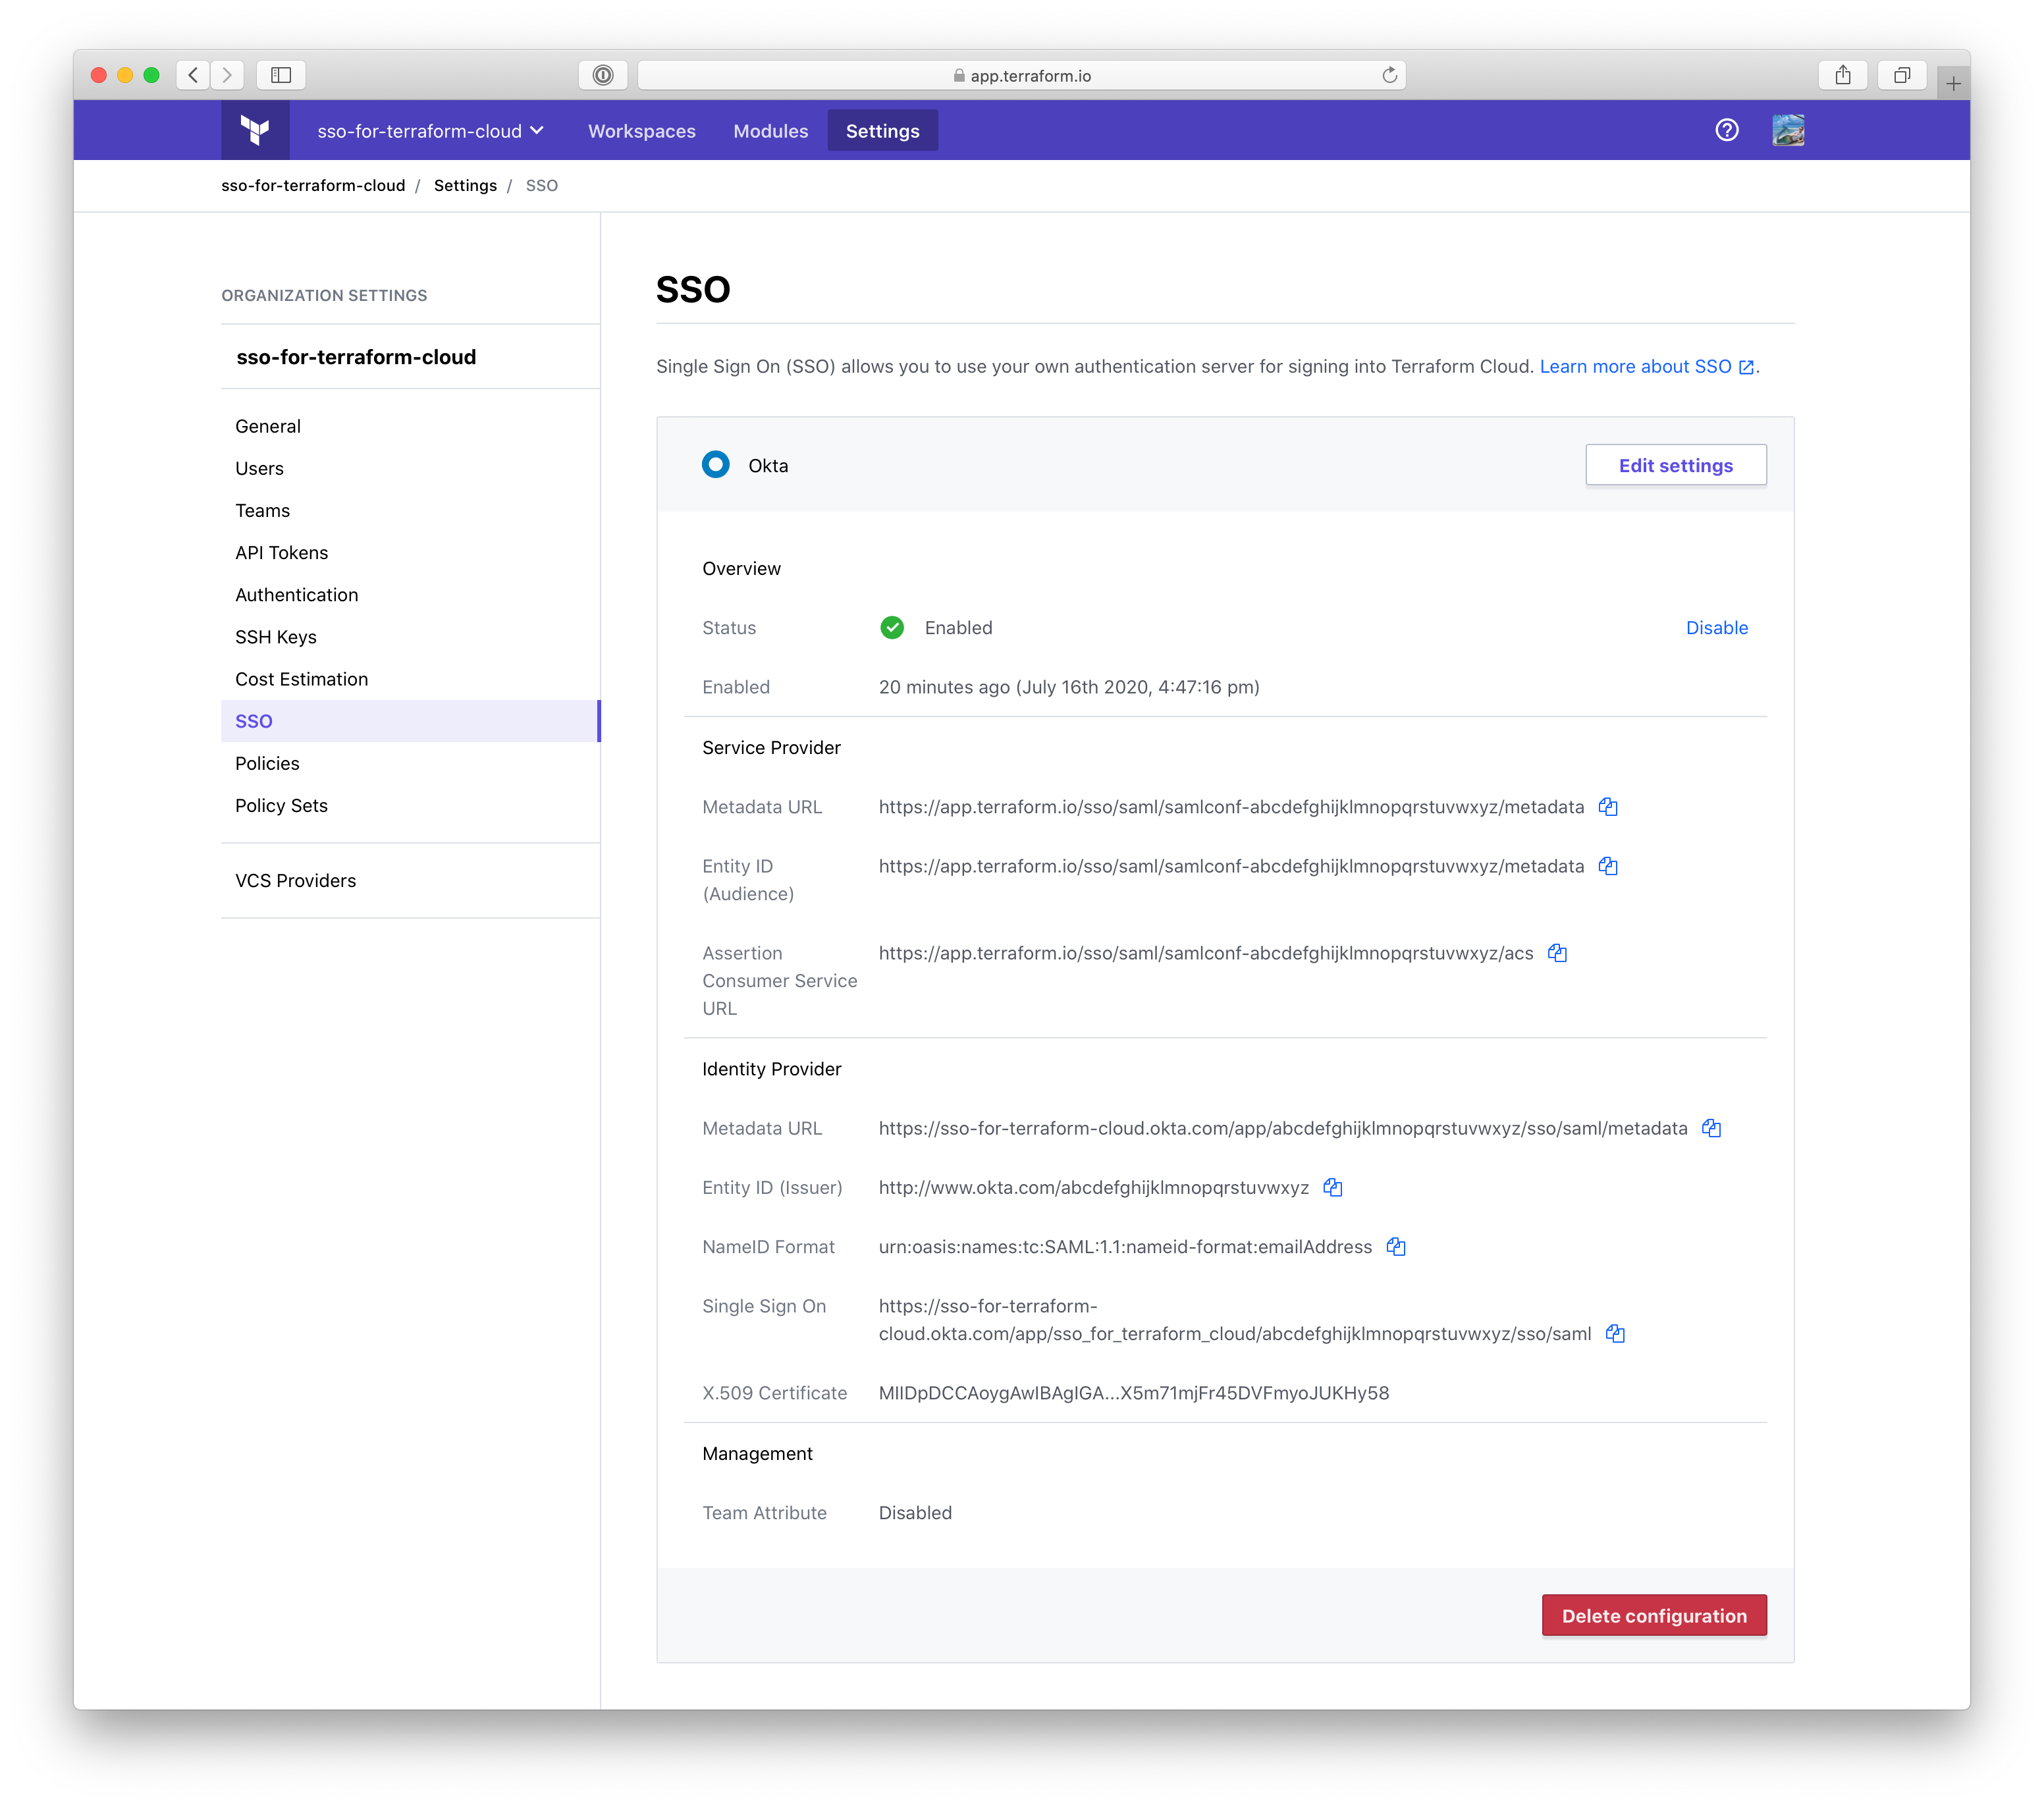 app.terraform.io
sso-for-terraform-cloud Workspaces Modules Settings
sso-for-terraform-cloud / Settings / SSO
ORGANIZATION SETTINGS
sso-for-terraform-cloud
General
Users
Teams
API Tokens
Authentication
SSH Keys
Cost Estimation
SSO
Policies
Policy Sets
VCS Providers
SSO
Single Sign On (SSO) allows you to use your own authentication server for signing into Terraform Cloud. Learn more about SSO .
Okta
Edit settings
Overview
Status Enabled Disable
Enabled 20 minutes ago (July 16th 2020, 4:47:16 pm)
Service Provider
Metadata URL https://app.terraform.io/sso/saml/samlconf-abcdefghijklmnopqrstuvwxyz/metadata
Entity ID https://app.terraform.io/sso/saml/samlconf-abcdefghijklmnopqrstuvwxyz/metadata
(Audience)
Assertion https://app.terraform.io/sso/saml/samlconf-abcdefghijklmnopqrstuvwxyz/acs
Consumer Service
URL
Identity Provider
Metadata URL https://sso-for-terraform-cloud.okta.com/app/abcdefghijklmnopqrstuvwxyz/sso/saml/metadata
Entity ID (Issuer) http://www.okta.com/abcdefghijklmnopqrstuvwxyz
NameID Format urn:oasis:names:tc:SAML:1.1:nameid-format:emailAddress
Single Sign On https://sso-for-terraform-
cloud.okta.com/app/sso_for_terraform_cloud/abcdefghijklmnopqrstuvwxyz/sso/saml
X.509 Certificate MIIDpDCCAoygAwIBAgIGA...X5m71mjFr45DVFmyoJUKHy58
Management
Team Attribute Disabled
Delete configuration